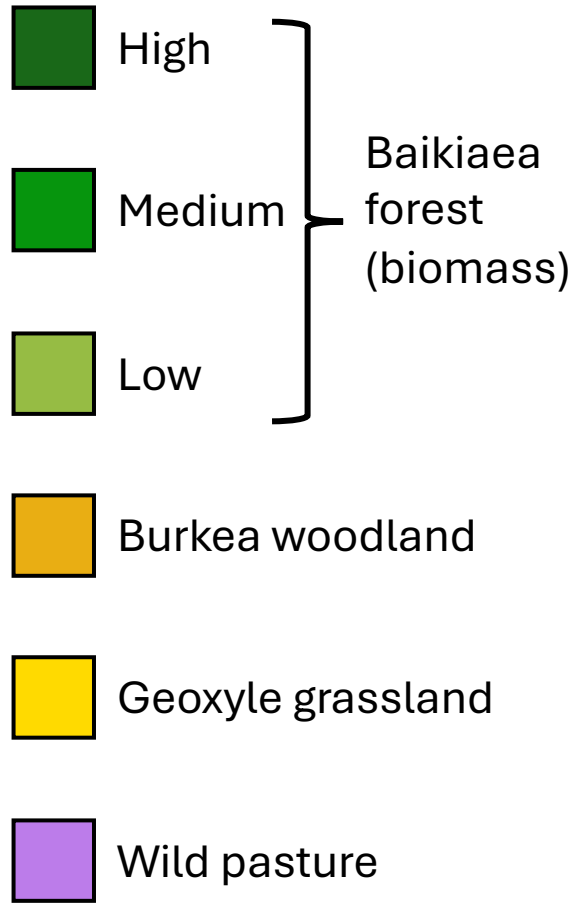 High
Medium
Low
Baikiaea
forest
(biomass)
Burkea woodland
Geoxyle grassland
Wild pasture